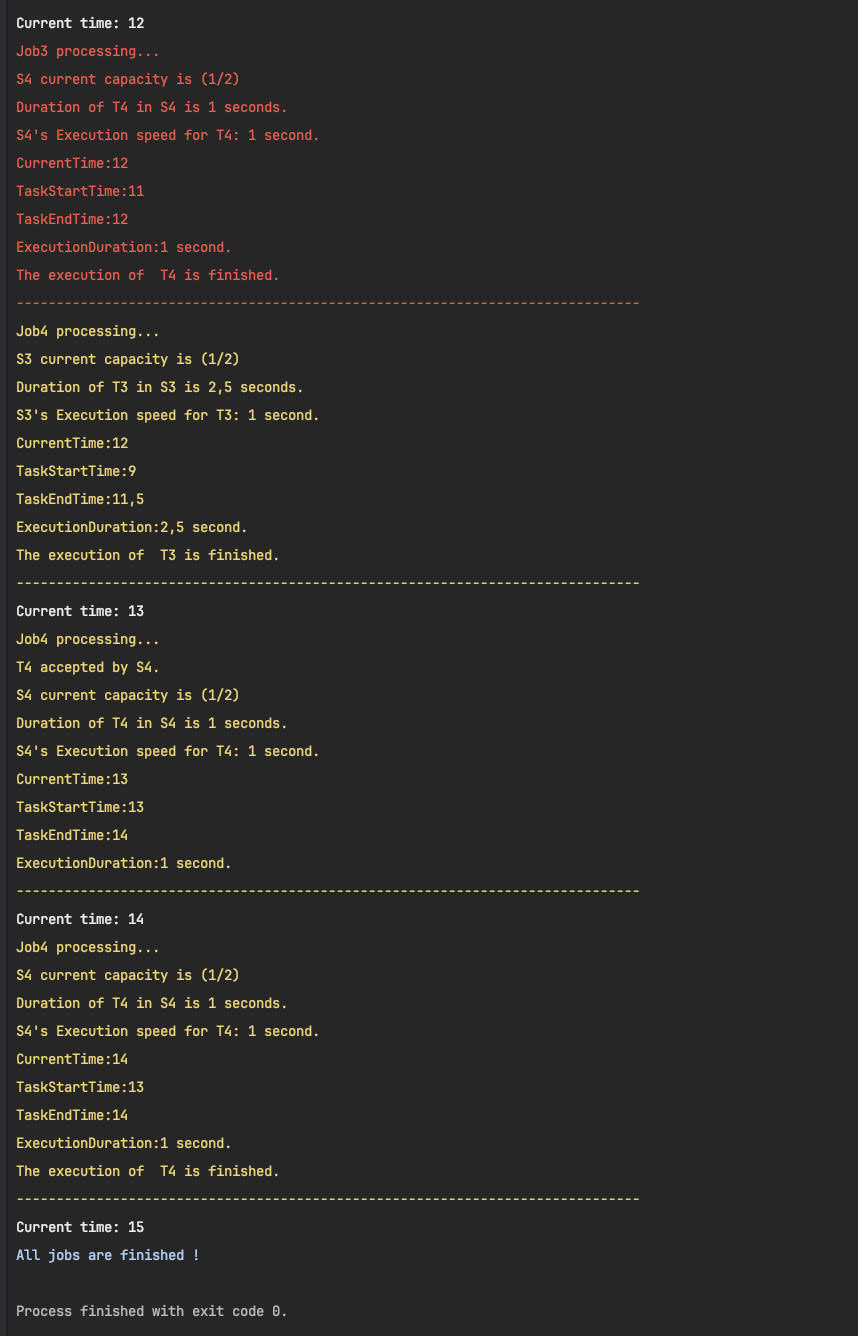 Current time: 12
Job3 processing...
S4 current capacity is (1/2)
Duration of T4 in S4 is 1 seconds.
S4's Execution speed for T4: 1 second.
CurrentTime:12
TaskStartTime:11
TaskEndTime:12
ExecutionDuration:1 second.
The execution of  T4 is finished.
------------------------------------------------------------------------------
Job4 processing...
S3 current capacity is (1/2)
Duration of T3 in S3 is 2,5 seconds.
S3's Execution speed for T3: 1 second.
CurrentTime:12
TaskStartTime:9
TaskEndTime:11,5
ExecutionDuration:2,5 second.
The execution of  T3 is finished.
------------------------------------------------------------------------------
Current time: 13
Job4 processing...
T4 accepted by S4.
S4 current capacity is (1/2)
Duration of T4 in S4 is 1 seconds.
S4's Execution speed for T4: 1 second.
CurrentTime:13
TaskStartTime:13
TaskEndTime:14
ExecutionDuration:1 second.
------------------------------------------------------------------------------
Current time: 14
Job4 processing...
S4 current capacity is (1/2)
Duration of T4 in S4 is 1 seconds.
S4's Execution speed for T4: 1 second.
CurrentTime:14
TaskStartTime:13
TaskEndTime:14
ExecutionDuration:1 second.
The execution of  T4 is finished.
------------------------------------------------------------------------------
Current time: 15
All jobs are finished !
Process finished with exit code 0.